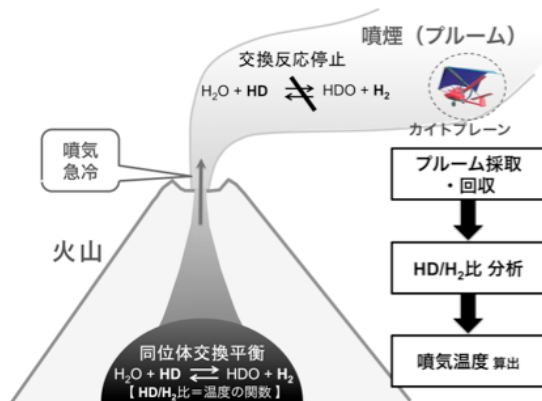 噴煙（プルーム）
交換反応停止
H₂O + HD ⇄ HDO + H₂
カイトプレーン
噴気
急冷
プルーム採取
・回収
火山
HD/H₂比 分析
同位体交換平衡
H₂O + HD ⇄ HDO + H₂
【 HD/H₂比＝温度の関数 】
噴気温度 算出